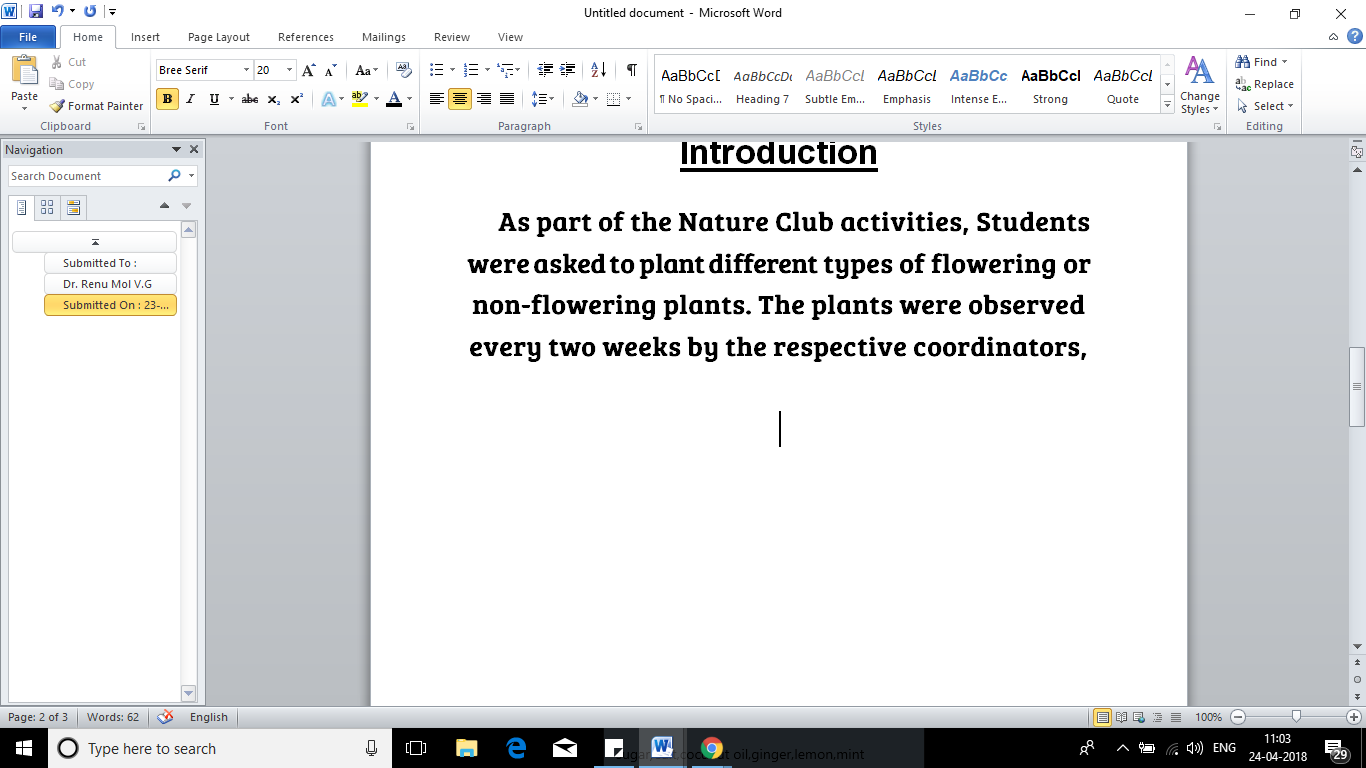 Untitled document - Microsoft Word
File Home Insert Page Layout References Mailings Review View
Paste
Cut
Copy
Format Painter
Clipboard
Bree Serif 20
Aa
B I U abc x₂ x² A ab A
Font
Paragraph
AaBbCcD AaBbCcDc AaBbCcL AaBbCcL AaBbCc AaBbCcl AaBbCcL
¶ No Spaci... Heading 7 Subtle Em... Emphasis Intense E... Strong Quote
Styles
Change Styles
Find
Replace
Select
Editing
Navigation
Search Document
Submitted To :
Dr. Renu Mol V.G
Submitted On : 23-...
Introduction
As part of the Nature Club activities, Students
were asked to plant different types of flowering or
non-flowering plants. The plants were observed
every two weeks by the respective coordinators,
Page: 2 of 3 Words: 62 English 100%
Type here to search
oil,ginger,lemon,mint
ENG
11:03
24-04-2018
29